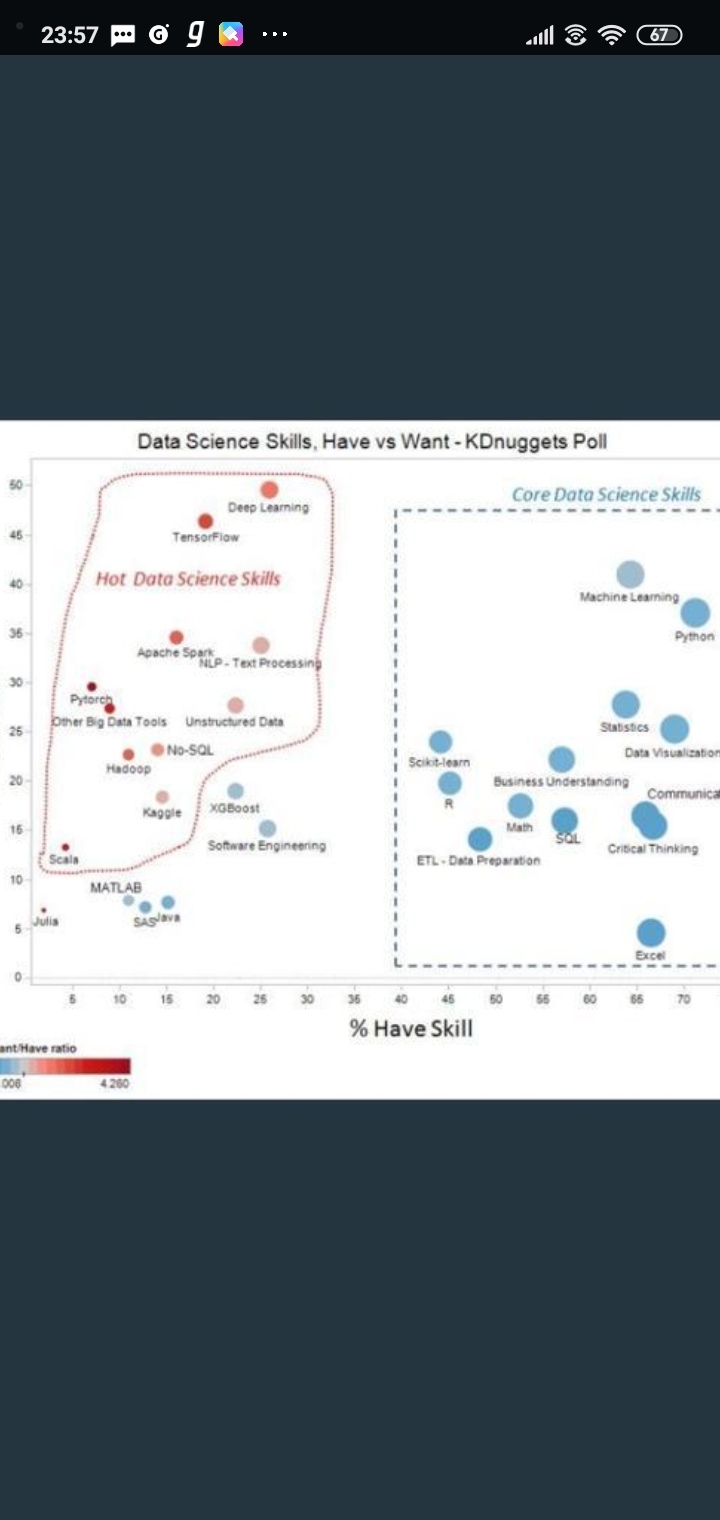 23:57
67
Data Science Skills, Have vs Want - KDnuggets Poll
50
45
40
35
30
25
20
15
10
5
0
Core Data Science Skills
Hot Data Science Skills
Deep Learning
TensorFlow
Machine Learning
Python
Apache Spark
NLP - Text Processing
Pytorch
Other Big Data Tools
Unstructured Data
Statistics
Data Visualization
No-SQL
Hadoop
Scikit-learn
Business Understanding
Kaggle
XGBoost
R
Communicat
Software Engineering
Math
SQL
Critical Thinking
Scala
ETL - Data Preparation
MATLAB
SAS
Java
Julia
Excel
5 10 15 20 25 30 35 40 45 50 55 60 65 70
% Have Skill
ant/Have ratio
.008 4.260